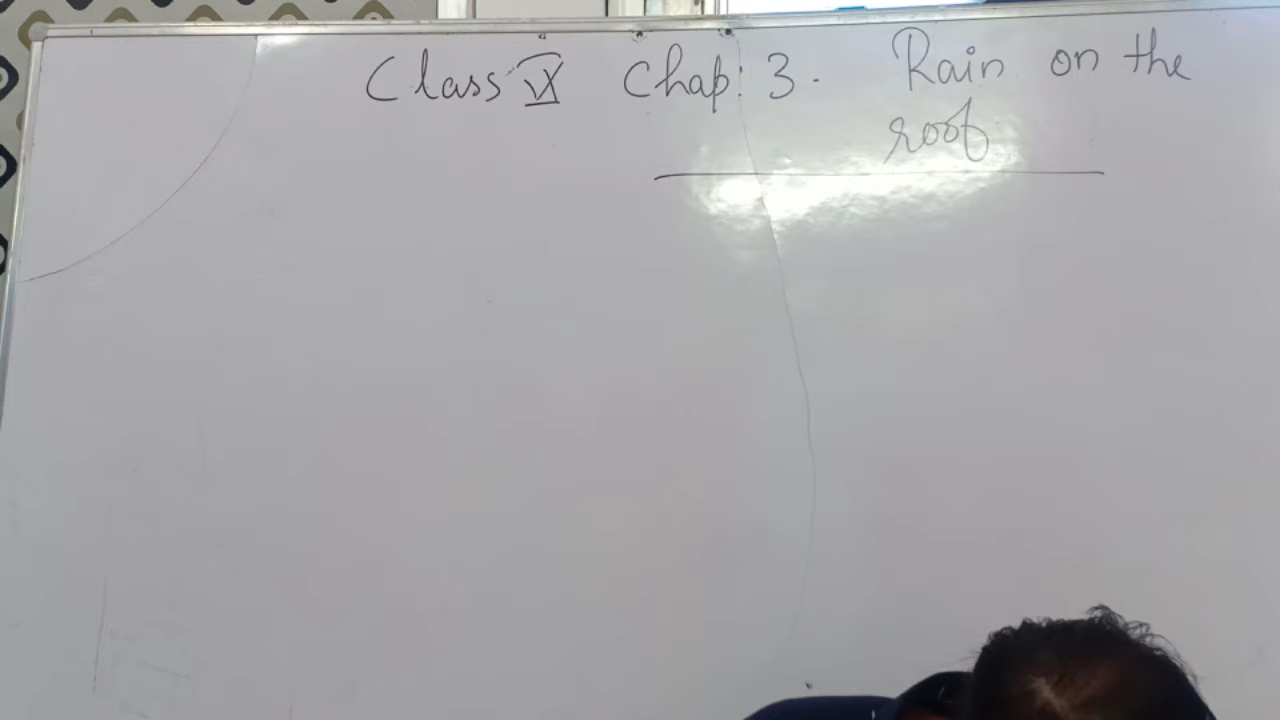 Class IX Chap: 3. Rain on the
roof